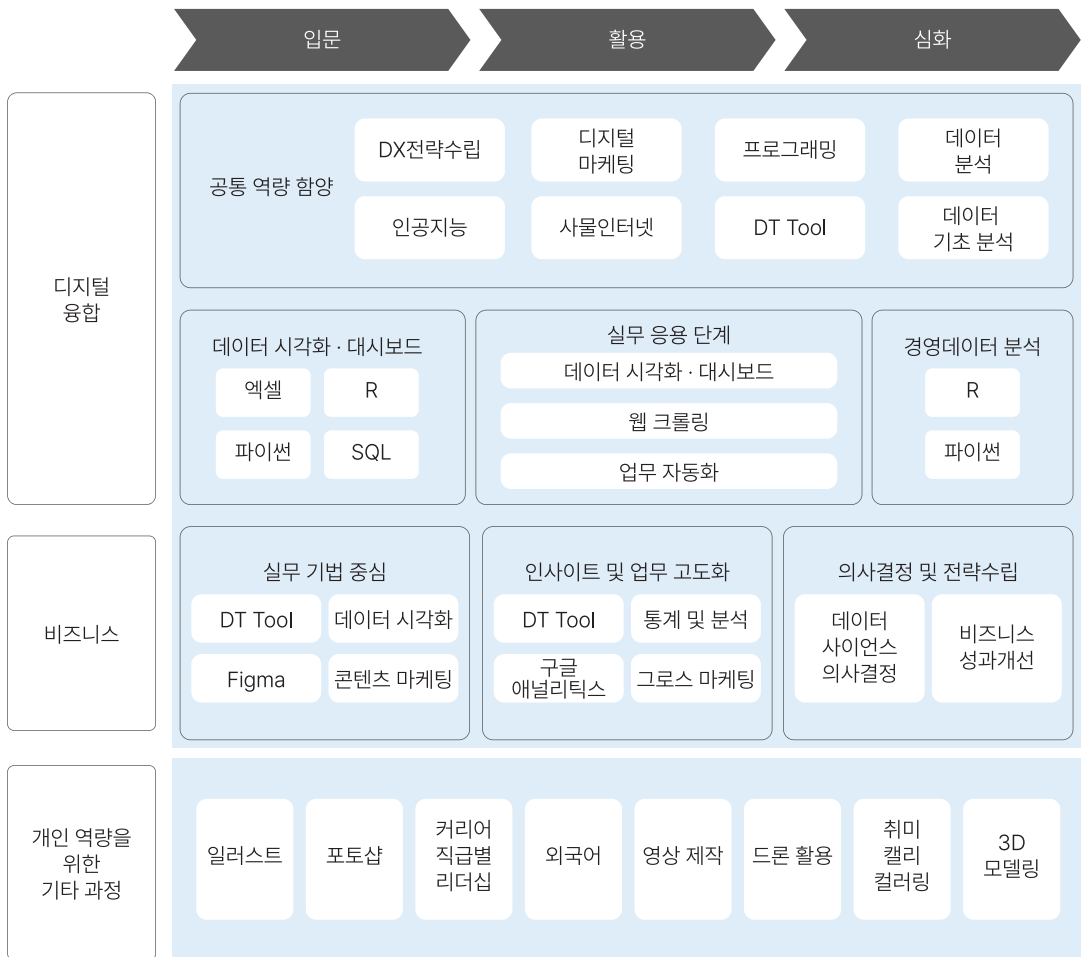 입문
활용
심화
디지털
융합
공통 역량 함양
DX전략수립
디지털
마케팅
프로그래밍
데이터
분석
인공지능
사물인터넷
DT Tool
데이터
기초 분석
데이터 시각화 · 대시보드
엑셀
R
파이썬
SQL
실무 응용 단계
데이터 시각화 · 대시보드
웹 크롤링
업무 자동화
경영데이터 분석
R
파이썬
비즈니스
실무 기법 중심
DT Tool
데이터 시각화
Figma
콘텐츠 마케팅
인사이트 및 업무 고도화
DT Tool
통계 및 분석
구글
애널리틱스
그로스 마케팅
의사결정 및 전략수립
데이터
사이언스
의사결정
비즈니스
성과개선
개인 역량을
위한
기타 과정
일러스트
포토샵
커리어
직급별
리더십
외국어
영상 제작
드론 활용
취미
캘리
컬러링
3D
모델링